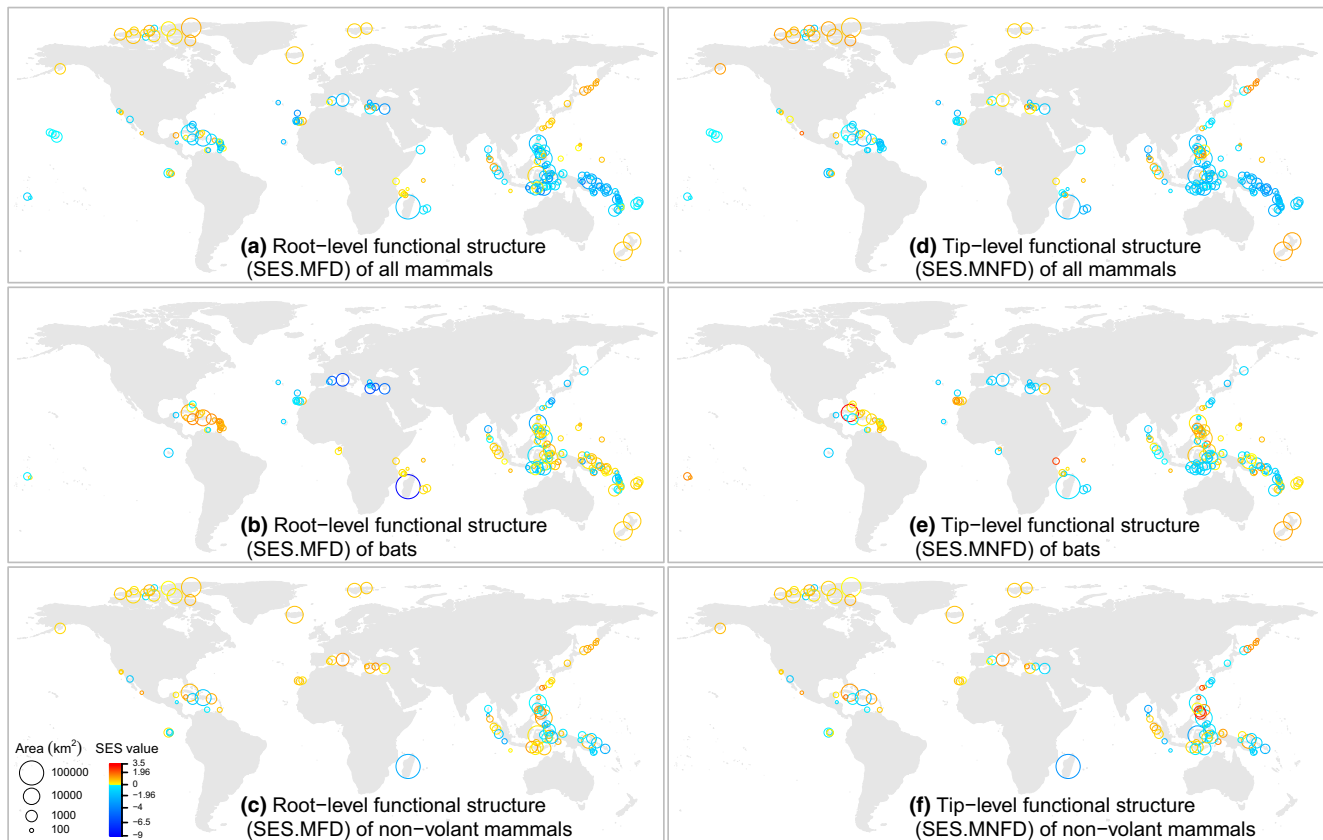 (a) Root−level functional structure
(SES.MFD) of all mammals
(d) Tip−level functional structure
(SES.MNFD) of all mammals
(b) Root−level functional structure
(SES.MFD) of bats
(e) Tip−level functional structure
(SES.MNFD) of bats
Area (km²) SES value
100000
10000
1000
100
3.5
1.96
0
−1.96
−4
−6.5
−9
(c) Root−level functional structure
(SES.MFD) of non−volant mammals
(f) Tip−level functional structure
(SES.MNFD) of non−volant mammals